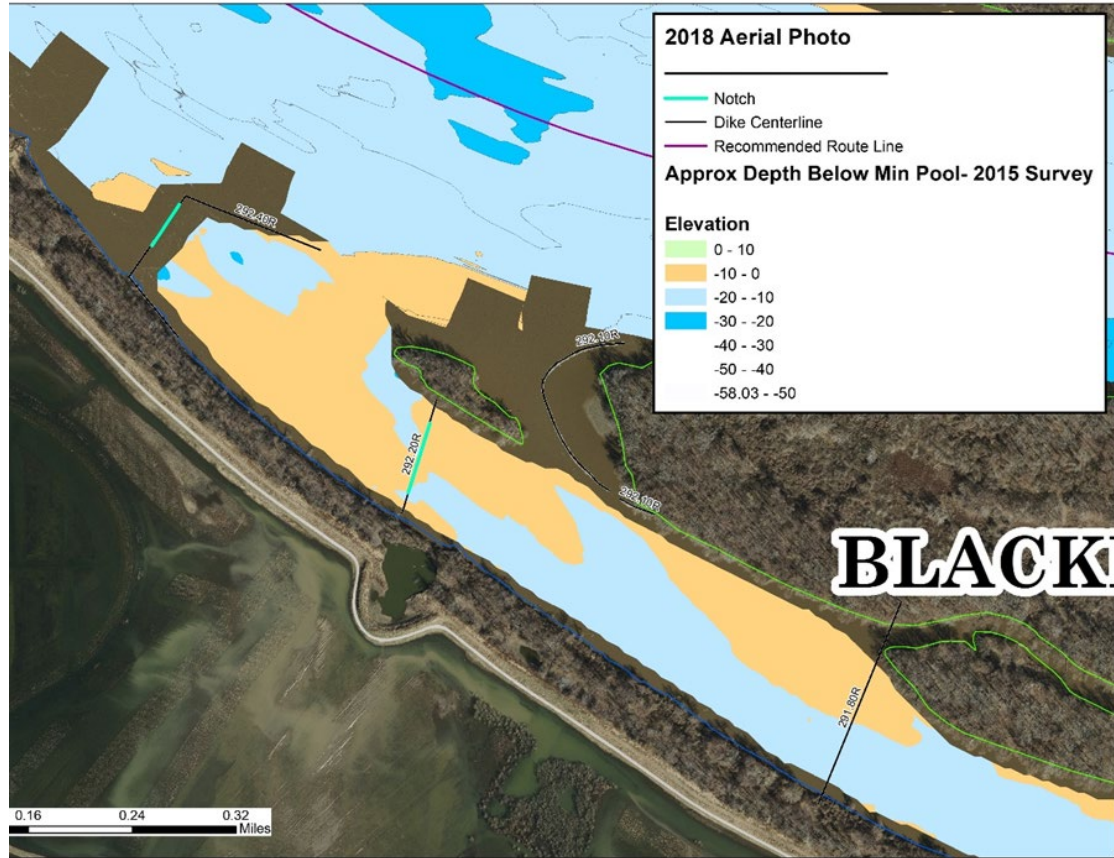 2018 Aerial Photo
Notch
Dike Centerline
Recommended Route Line
Approx Depth Below Min Pool- 2015 Survey
Elevation
0 - 10
-10 - 0
-20 - -10
-30 - -20
-40 - -30
-50 - -40
-58.03 - -50
292.40R
292.10R
292.20R
292.10R
BLACK
291.80R
0.16 0.24 0.32
Miles